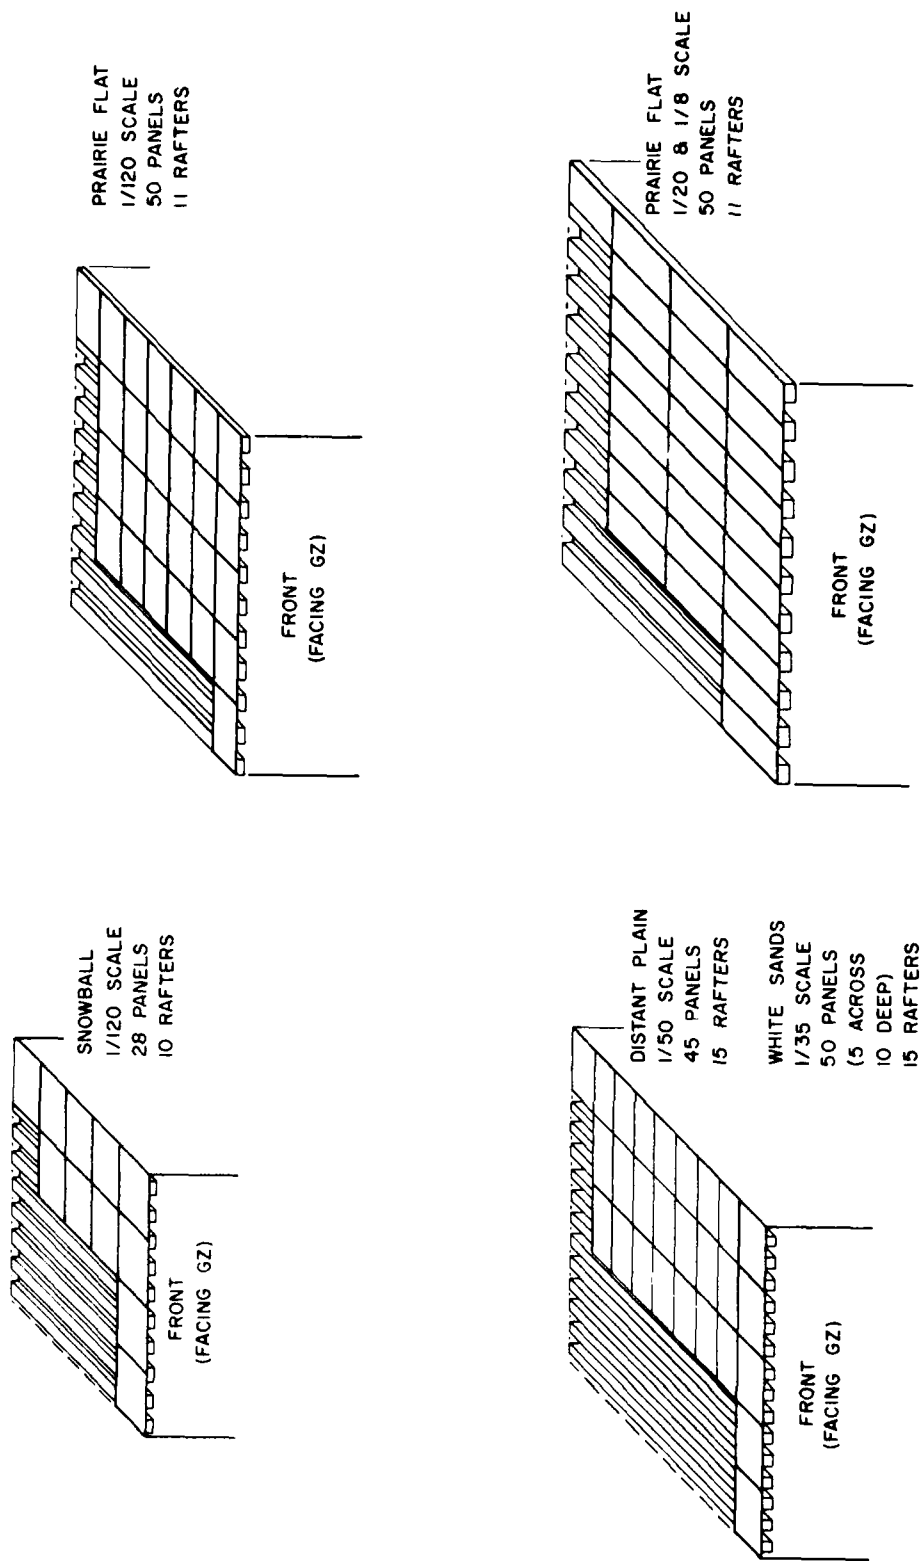 SNOWBALL
1/120 SCALE
28 PANELS
10 RAFTERS
FRONT
(FACING GZ)
PRAIRIE FLAT
1/120 SCALE
50 PANELS
11 RAFTERS
FRONT
(FACING GZ)
DISTANT PLAIN
1/50 SCALE
45 PANELS
15 RAFTERS
WHITE SANDS
1/35 SCALE
50 PANELS
(5 ACROSS
10 DEEP)
15 RAFTERS
FRONT
(FACING GZ)
PRAIRIE FLAT
1/20 & 1/8 SCALE
50 PANELS
11 RAFTERS
FRONT
(FACING GZ)